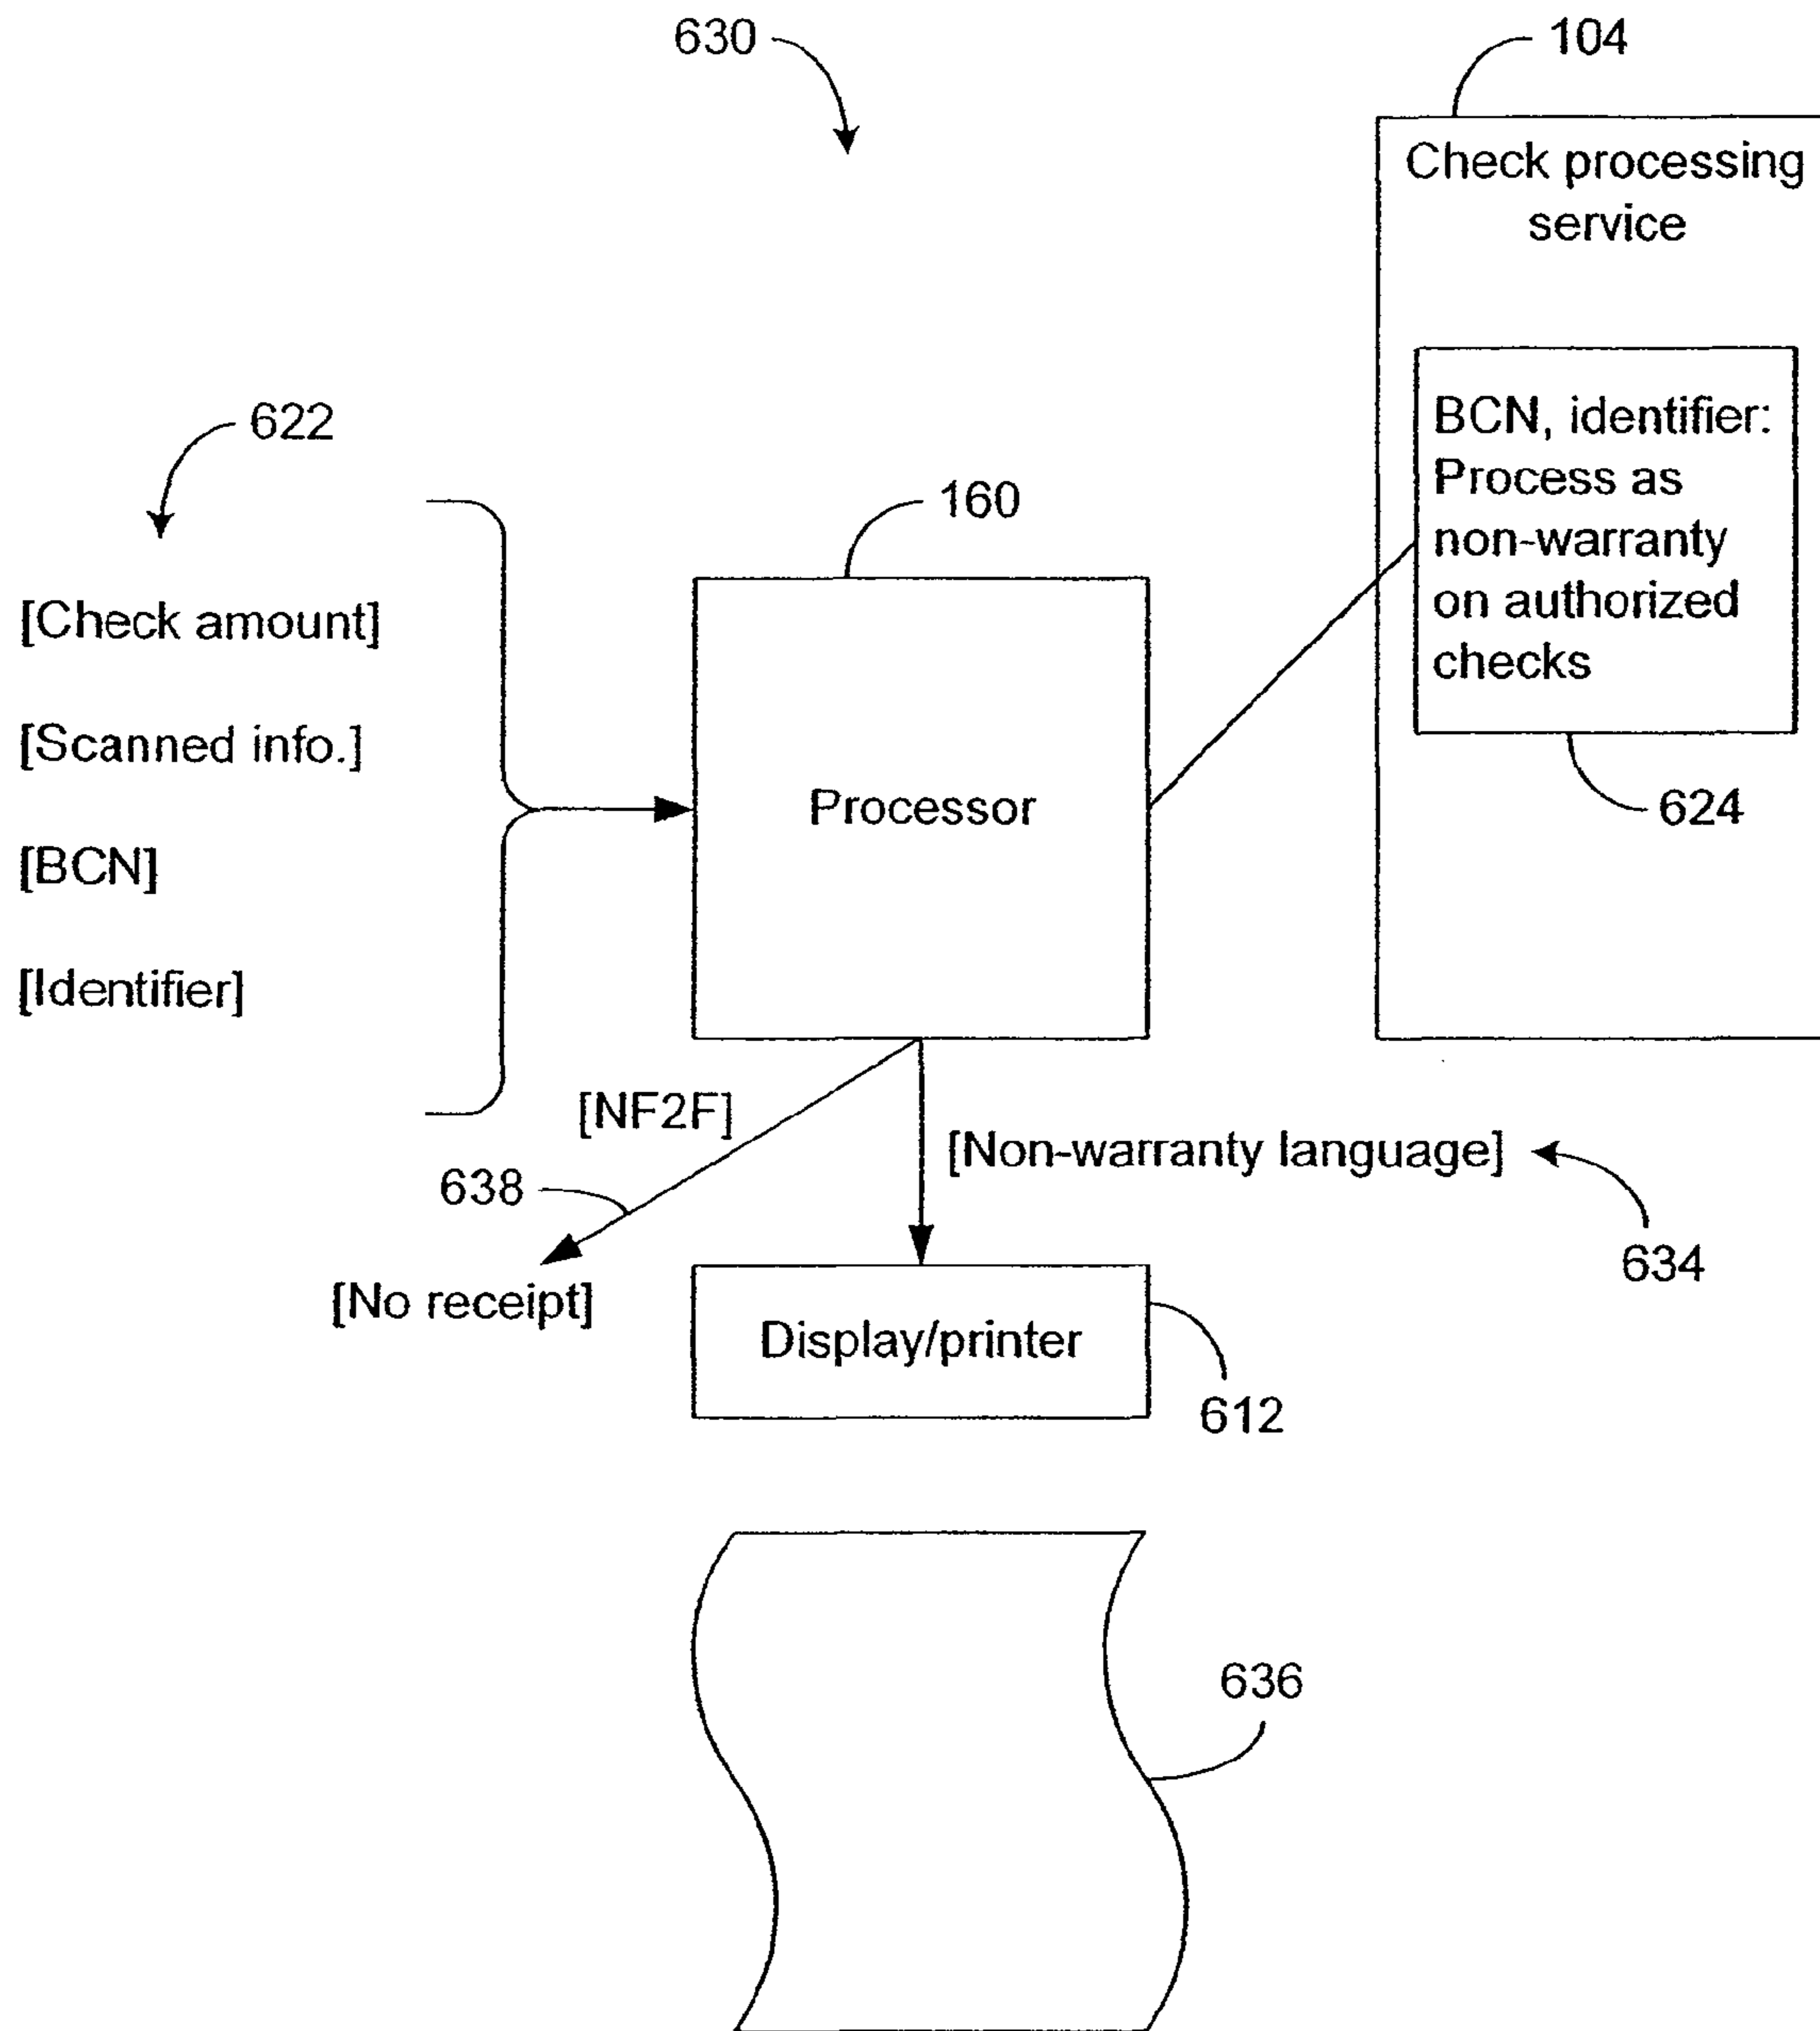 630
104
Check processing
service
622
BCN, identifier:
Process as
non-warranty
on authorized
checks
160
[Check amount]
[Scanned info.]
Processor
624
[BCN]
[Identifier]
[NF2F]
[Non-warranty language]
638
634
[No receipt]
Display/printer
612
636